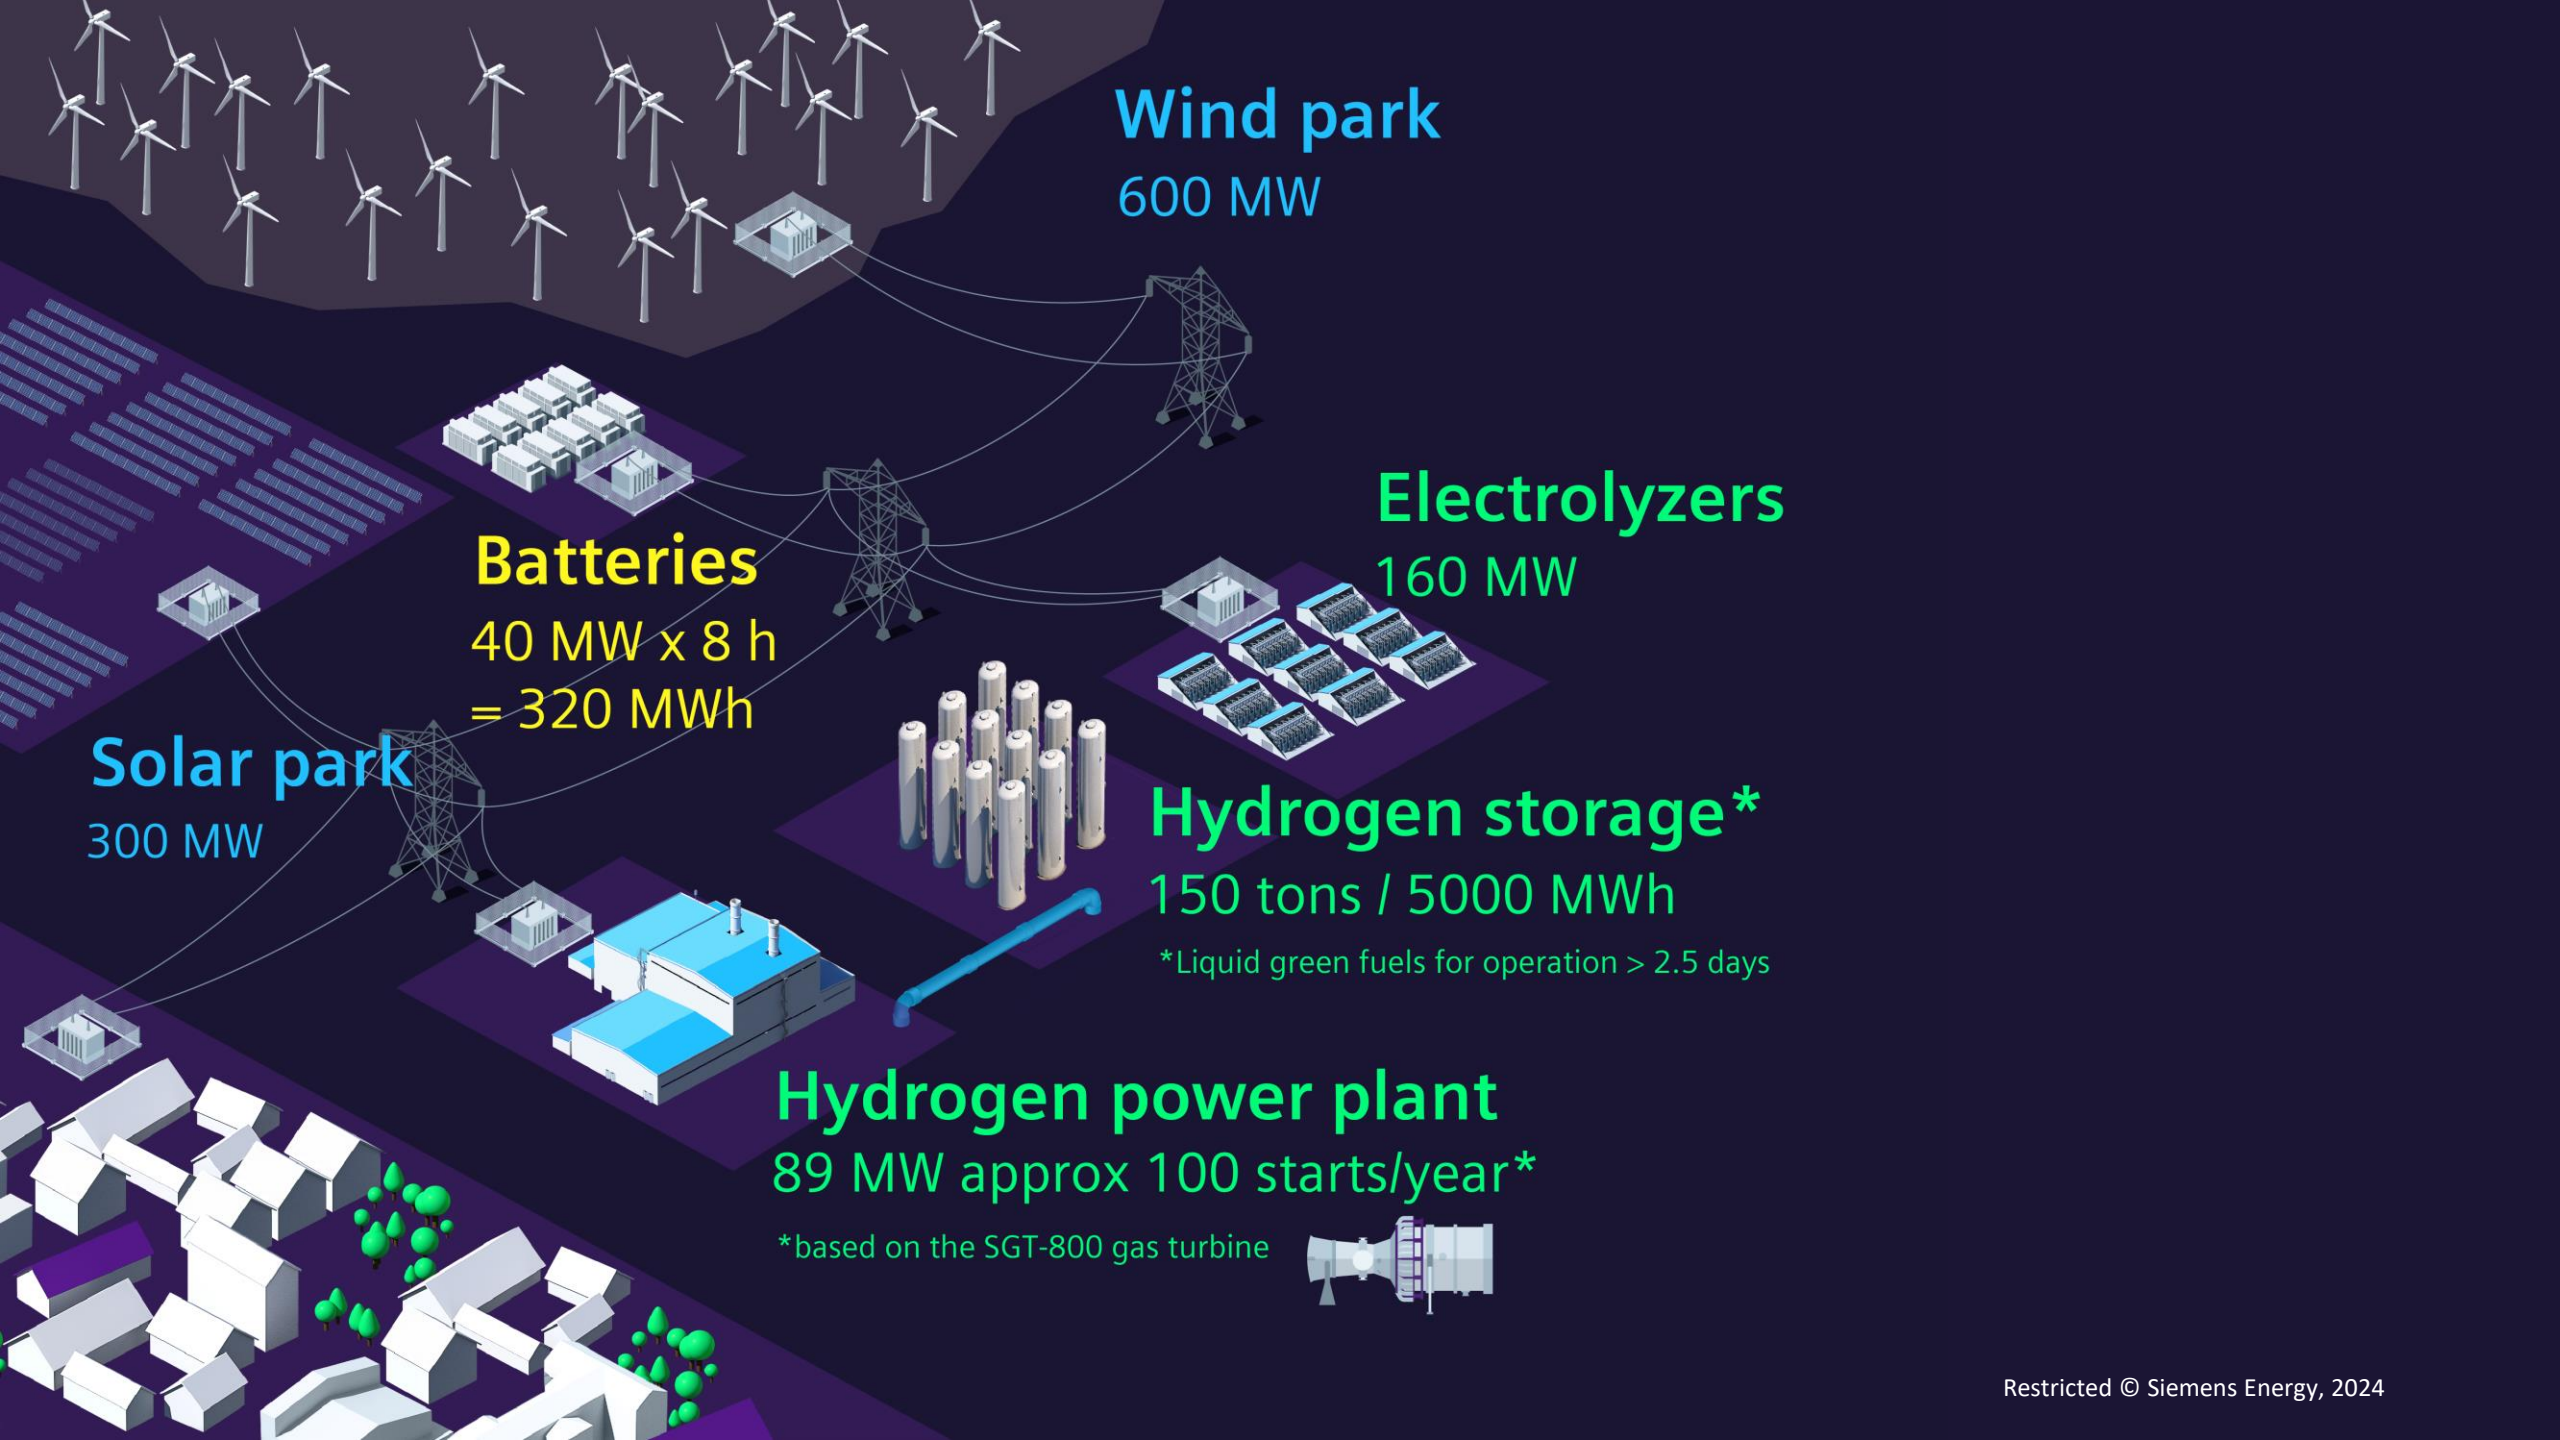 Wind park
600 MW
Electrolyzers
160 MW
Batteries
40 MW x 8 h
= 320 MWh
Solar park
300 MW
Hydrogen storage*
150 tons / 5000 MWh
*Liquid green fuels for operation > 2.5 days
Hydrogen power plant
89 MW approx 100 starts/year*
*based on the SGT-800 gas turbine
Restricted © Siemens Energy, 2024